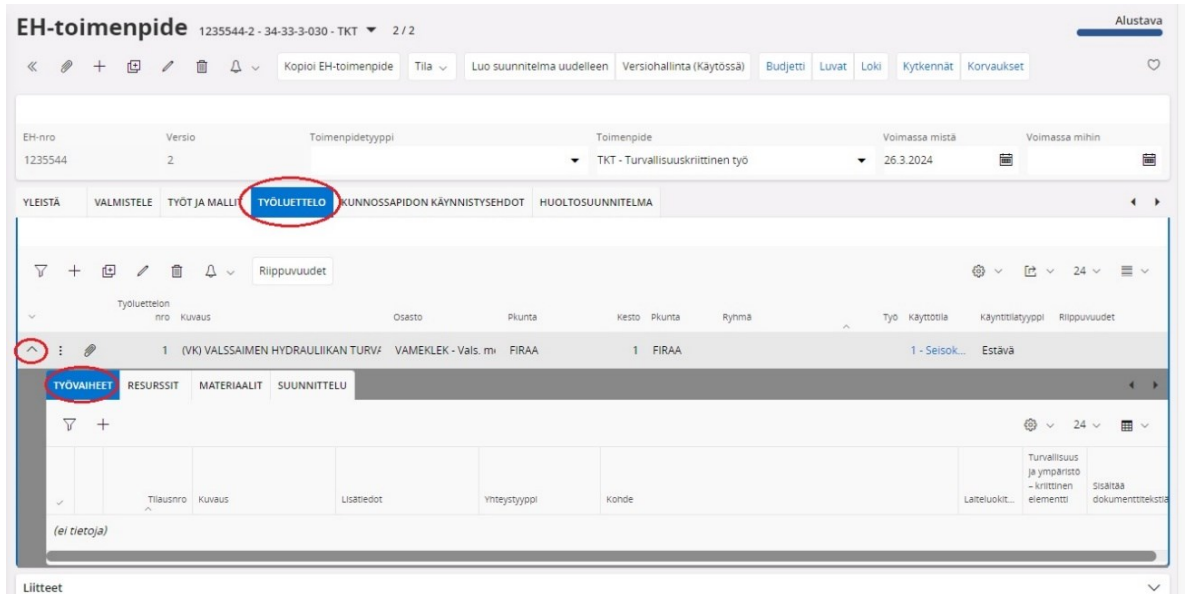 EH-toimenpide 1235544-2 - 34-33-3-030 - TKT 2/2 Alustava
Kopioi EH-toimenpide Tila Luo suunnitelma uudelleen Versiohallinta (Käytössä) Budjetti Luvat Loki Kytkennät Korvaukset
EH-nro Versio Toimenpidetyyppi Toimenpide Voimassa mistä Voimassa mihin
1235544 2 TKT - Turvallisuuskriittinen työ 26.3.2024
YLEISTÄ VALMISTELE TYÖT JA MALLIT TYÖLUETTELO KUNNOSSAPIDON KÄYNNISTYSEHDOT HUOLTOSUUNNITELMA
Riippuvuudet 24
Työluettelon
nro Kuvaus Osasto Pkunta Kesto Pkunta Ryhmä Työ Käyttötila Käyntitilatyyppi Riippuvuudet
1 (VK) VALSSAIMEN HYDRAULIIKAN TURVA VAMEKLEK - Vals. me FIRAA 1 FIRAA 1 - Seisok... Estävä
TYÖVAIHEET RESURSSIT MATERIAALIT SUUNNITTELU
24
Turvallisuus
ja ympäristö
– kriittinen Sisältää
Tilausnro Kuvaus Lisätiedot Yhteystyyppi Kohde Laiteluokit... elementti dokumenttitekstiä
(ei tietoja)
Liitteet